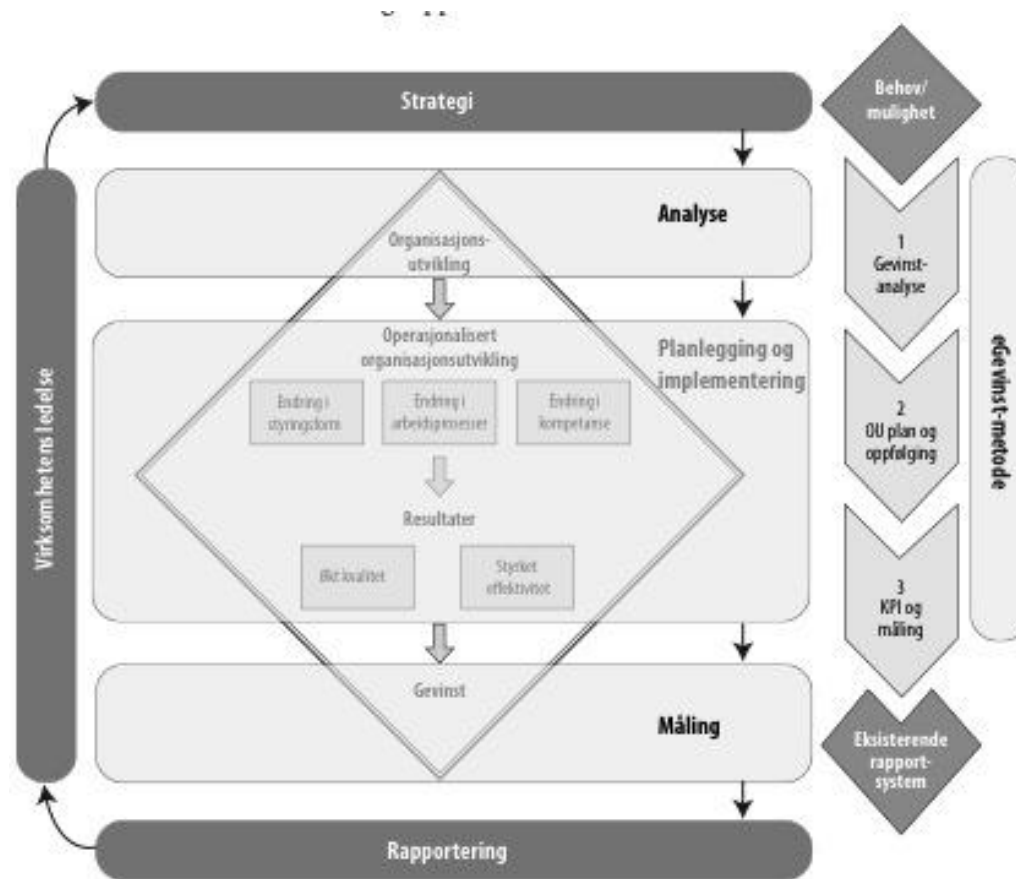 Strategi
Behov/
mulighet
Virksomhetens ledelse
Analyse
Organisasjons-
utvikling
1
Gevinst-
analyse
eGevinst-metode
Operasjonalisert
organisasjonsutvikling
Planlegging og
implementering
Endring i
styringsform
Endring i
arbeidsprosesser
Endring i
kompetanse
2
OU plan og
oppfølging
Resultater
Økt kvalitet
Styrket
effektivitet
3
KPI og
måling
Gevinst
Måling
Eksisterende
rapport-
system
Rapportering